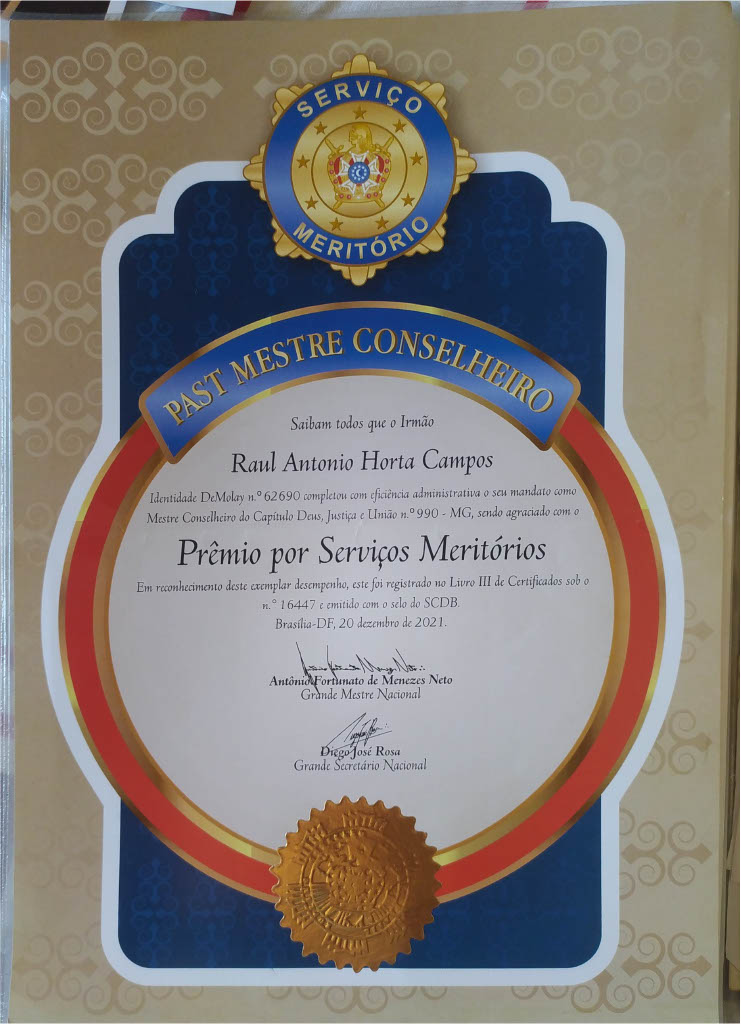 SERVIÇO
MERITÓRIO
PAST MESTRE CONSELHEIRO
Saibam todos que o Irmão
Raul Antonio Horta Campos
Identidade DeMolay n.º 62690 completou com eficiência administrativa o seu mandato como
Mestre Conselheiro do Capítulo Deus, Justiça e União n.º 990 - MG, sendo agraciado com o
Prêmio por Serviços Meritórios
Em reconhecimento deste exemplar desempenho, este foi registrado no Livro III de Certificados sob o
n.º 16447 e emitido com o selo do SCDB.
Brasília-DF, 20 dezembro de 2021.
Antônio Fortunato de Menezes Neto
Grande Mestre Nacional
Diego José Rosa
Grande Secretário Nacional